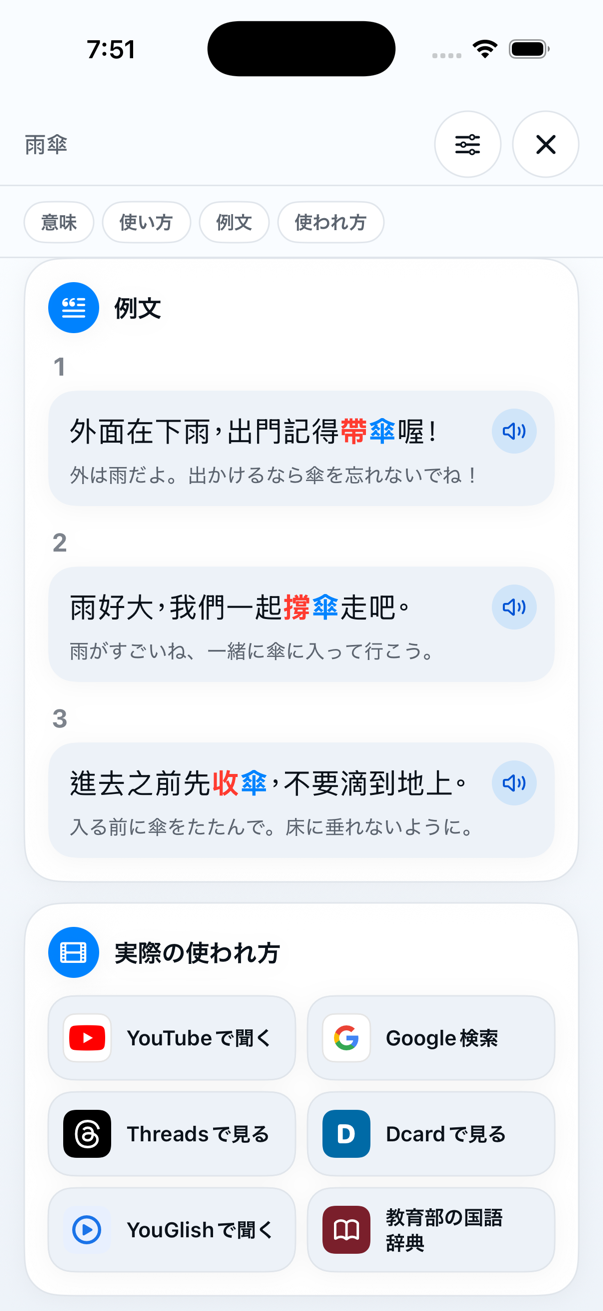 7:51
雨傘
意味
使い方
例文
使われ方
例文
1
外面在下雨，出門記得帶傘喔！
外は雨だよ。出かけるなら傘を忘れないでね！
2
雨好大，我們一起撐傘走吧。
雨がすごいね、一緒に傘に入って行こう。
3
進去之前先收傘，不要滴到地上。
入る前に傘をたたんで。床に垂れないように。
実際の使われ方
YouTubeで聞く
Google検索
Threadsで見る
D
Dcardで見る
YouGlishで聞く
教育部の国語
辞典